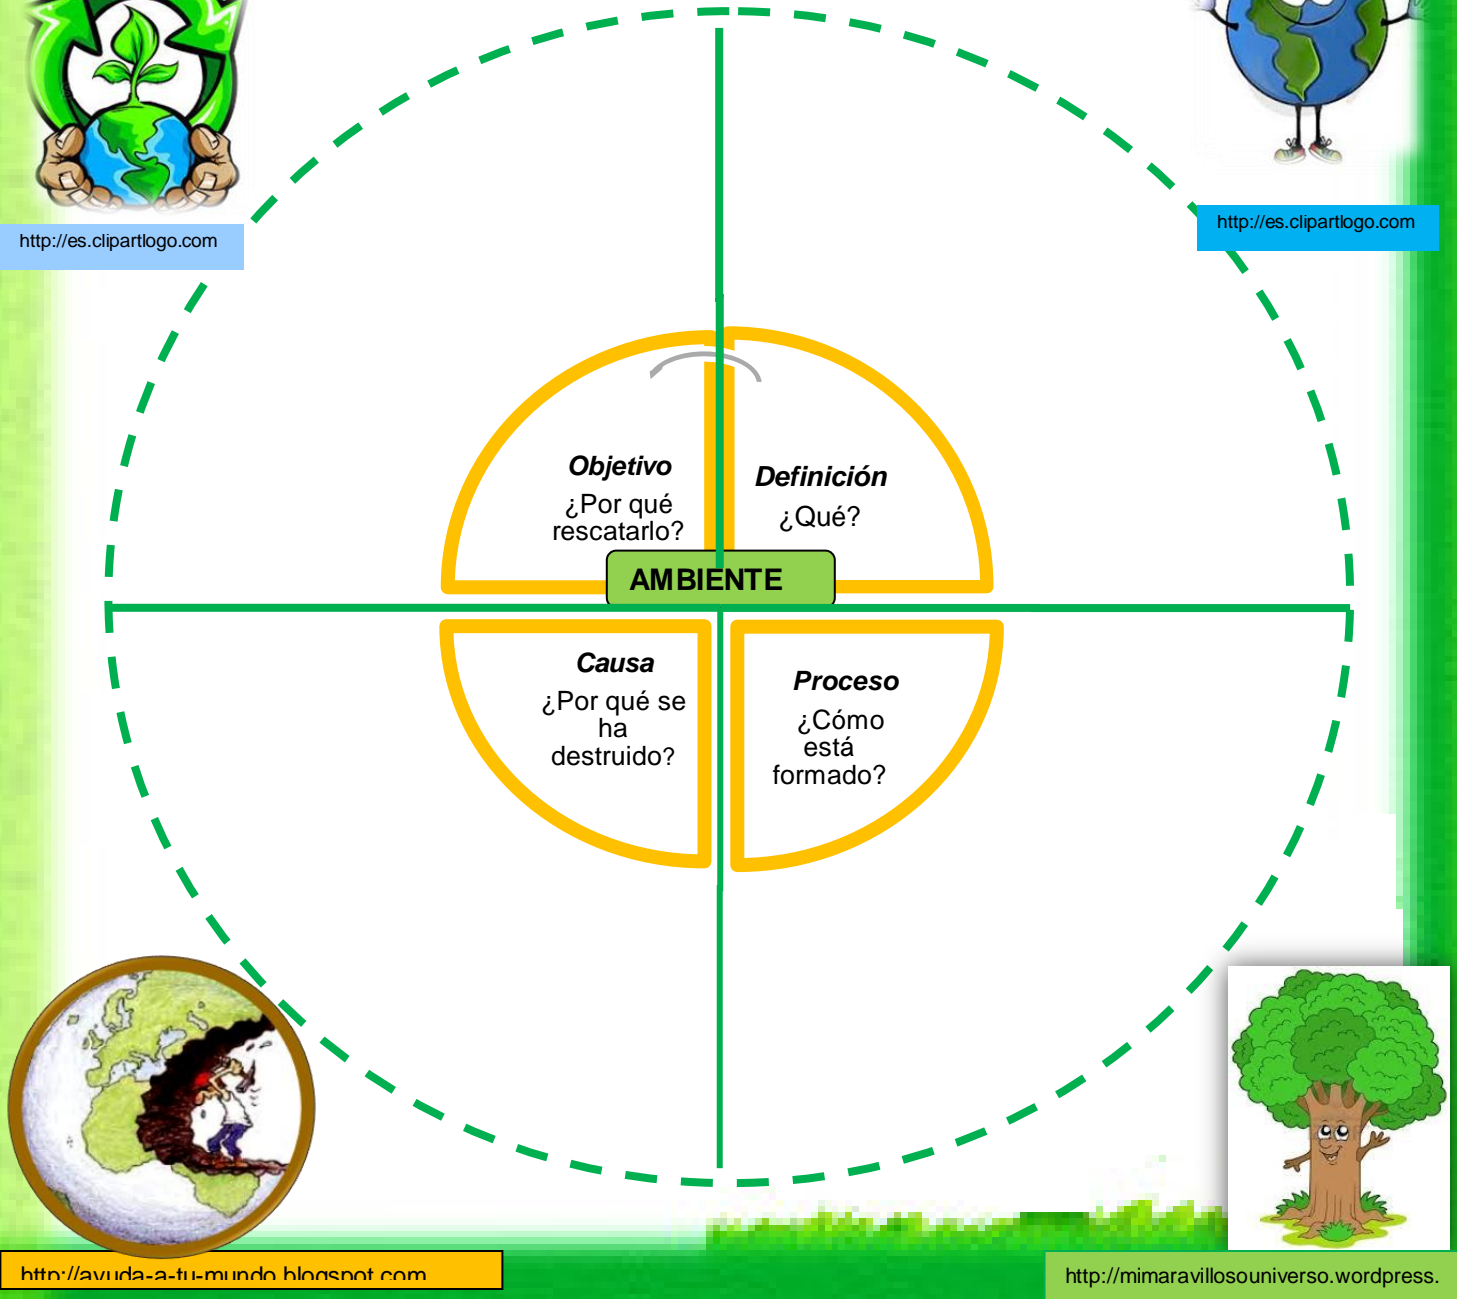 http://es.clipartlogo.com
http://es.clipartlogo.com
Objetivo
¿Por qué
rescatarlo?
Definición
¿Qué?
AMBIENTE
Causa
¿Por qué se
ha
destruido?
Proceso
¿Cómo
está
formado?
http://ayuda-a-tu-mundo.blogspot.com
http://mimaravillosouniverso.wordpress.